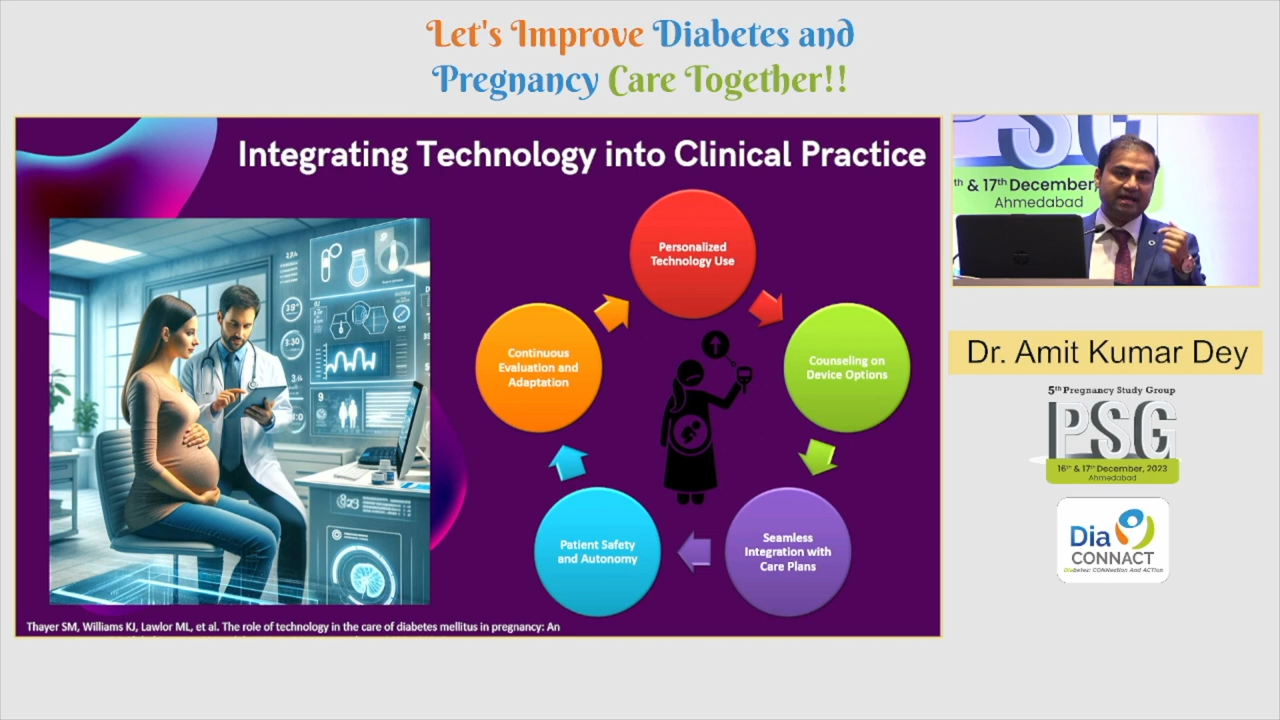 Let's Improve Diabetes and
Pregnancy Care Together!!
Integrating Technology into Clinical Practice
Personalized
Technology Use
Counseling on
Device Options
Seamless
Integration with
Care Plans
Patient Safety
and Autonomy
Continuous
Evaluation and
Adaptation
Thayer SM, Williams KJ, Lawlor ML, et al. The role of technology in the care of diabetes mellitus in pregnancy: An
PSG
th & 17th December,
Ahmedabad
Dr. Amit Kumar Dey
5th Pregnancy Study Group
PSG
16th & 17th December, 2023
Ahmedabad
Dia
CONNACT
Diabetes: CONNection And ACTion